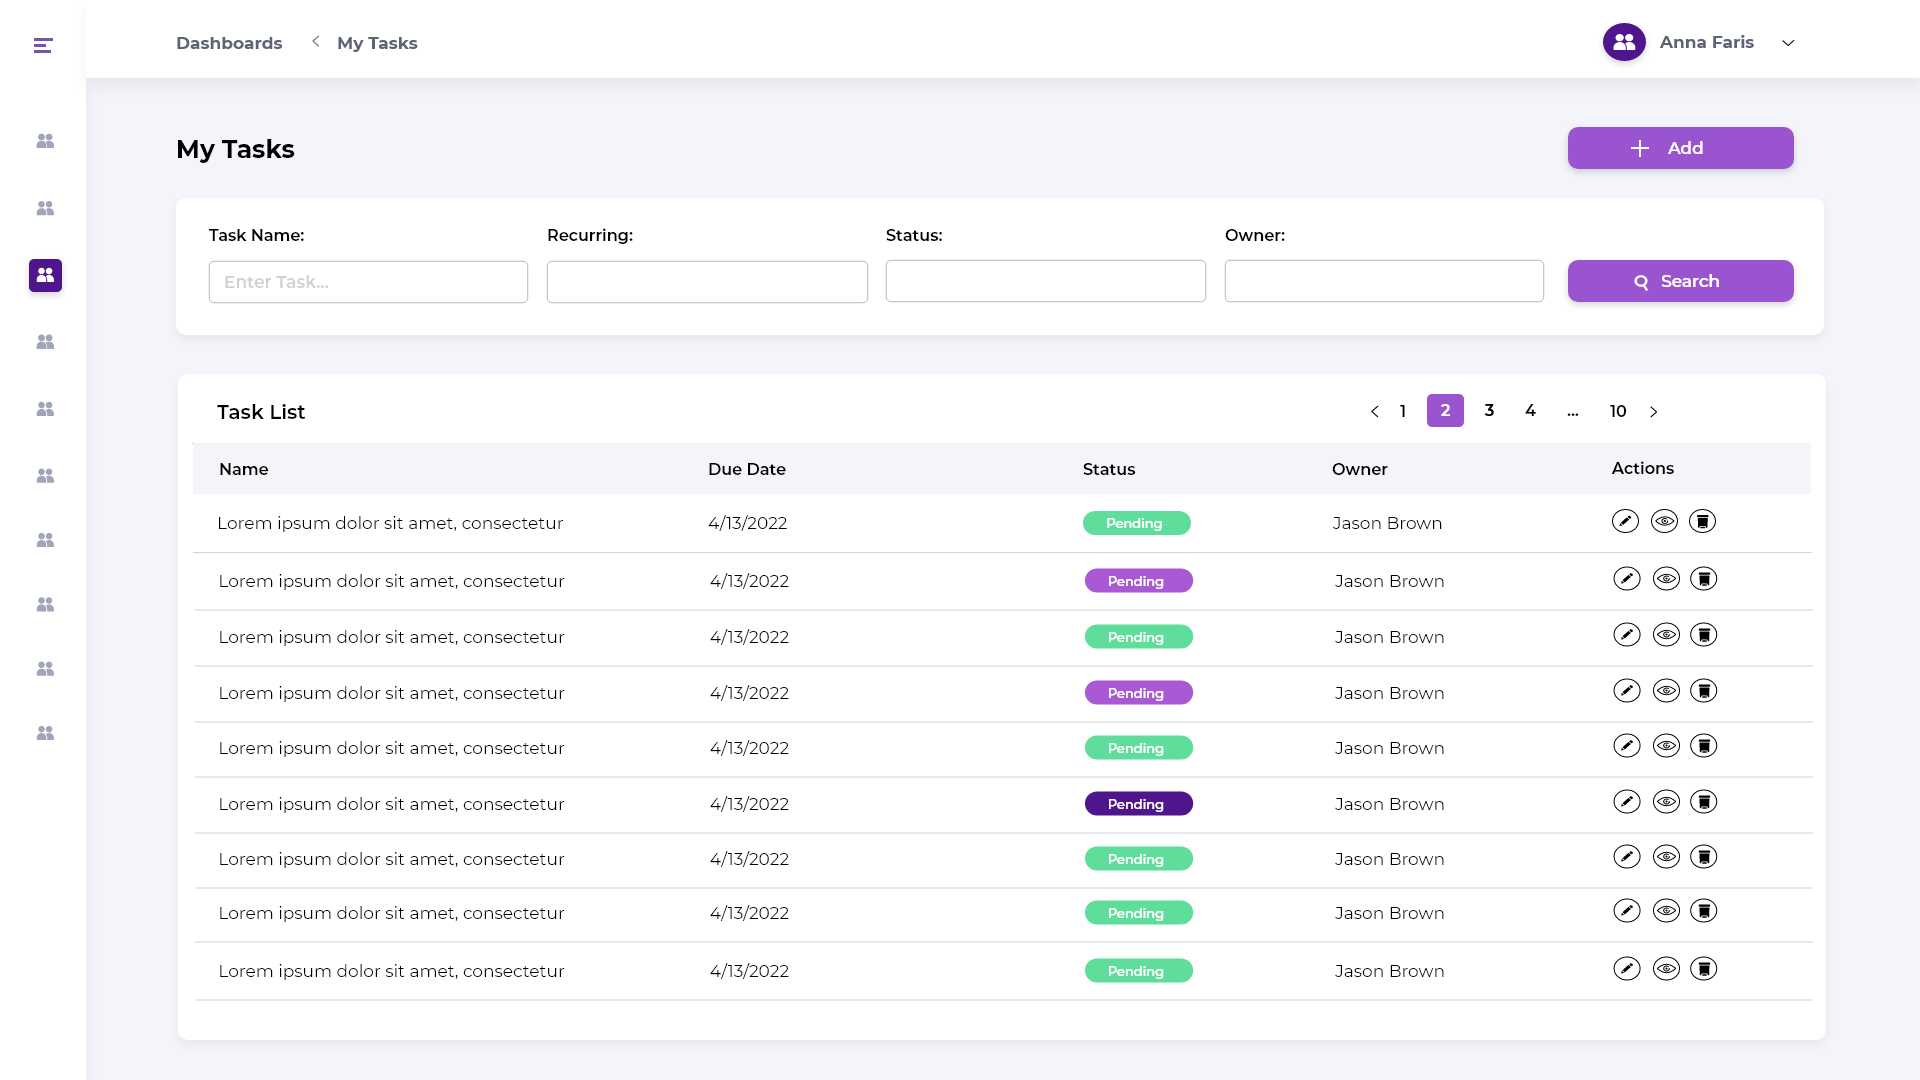 Dashboards My Tasks Anna Faris
My Tasks Add
Task Name: Recurring: Status: Owner:
Enter Task... Search
Task List 1 2 3 4 ... 10
Name Due Date Status Owner Actions
Lorem ipsum dolor sit amet, consectetur 4/13/2022 Pending Jason Brown
Lorem ipsum dolor sit amet, consectetur 4/13/2022 Pending Jason Brown
Lorem ipsum dolor sit amet, consectetur 4/13/2022 Pending Jason Brown
Lorem ipsum dolor sit amet, consectetur 4/13/2022 Pending Jason Brown
Lorem ipsum dolor sit amet, consectetur 4/13/2022 Pending Jason Brown
Lorem ipsum dolor sit amet, consectetur 4/13/2022 Pending Jason Brown
Lorem ipsum dolor sit amet, consectetur 4/13/2022 Pending Jason Brown
Lorem ipsum dolor sit amet, consectetur 4/13/2022 Pending Jason Brown
Lorem ipsum dolor sit amet, consectetur 4/13/2022 Pending Jason Brown